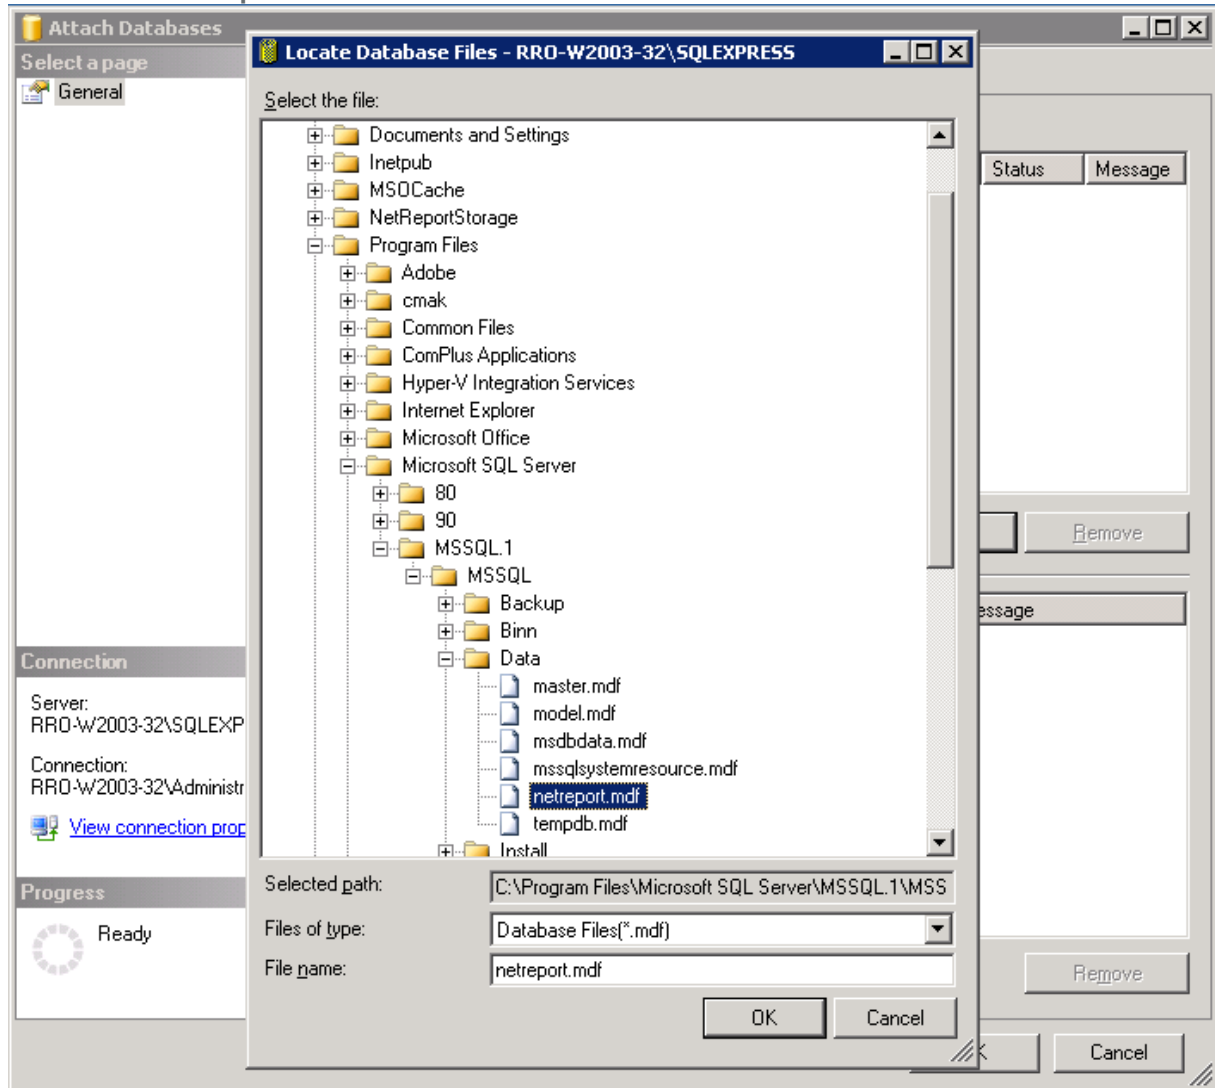 Attach Databases
Select a page
General
Status Message
Remove
essage
Connection
Server:
RRO-W2003-32\SQLEXP
Connection:
RRO-W2003-32\Administr
View connection prop
Progress
Ready
Remove
K Cancel
Locate Database Files - RRO-W2003-32\SQLEXPRESS
Select the file:
Documents and Settings
Inetpub
MSOCache
NetReportStorage
Program Files
Adobe
cmak
Common Files
ComPlus Applications
Hyper-V Integration Services
Internet Explorer
Microsoft Office
Microsoft SQL Server
80
90
MSSQL.1
MSSQL
Backup
Binn
Data
master.mdf
model.mdf
msdbdata.mdf
mssqlsystemresource.mdf
netreport.mdf
tempdb.mdf
Install
Selected path: C:\Program Files\Microsoft SQL Server\MSSQL.1\MSS
Files of type: Database Files(*.mdf)
File name: netreport.mdf
OK Cancel